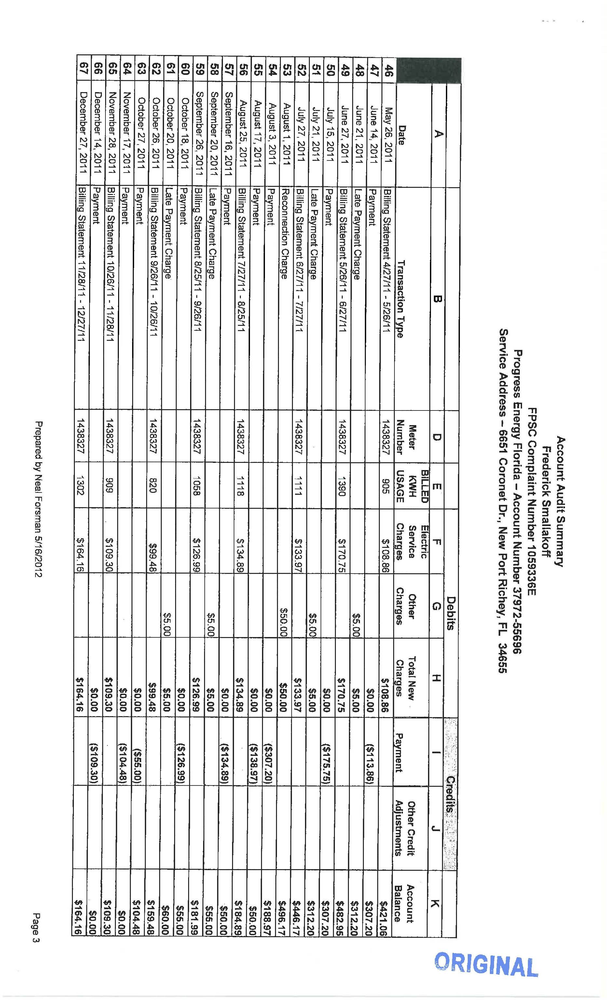 Account Audit Summary
Frederick Smallakoff
FPSC Complaint Number 1059336E
Progress Energy Florida – Account Number 37972-55696
Service Address – 6651 Coronet Dr., New Port Richey, FL 34655
Debits Credits
A B D E F G H I J K
Date Transaction Type Meter Number BILLED KWH USAGE Electric Service Charges Other Charges Total New Charges Payment Other Credit Adjustments Account Balance
46 May 26, 2011 Billing Statement 4/27/11 - 5/26/11 1438327 905 $108.86 $108.86 $421.06
47 June 14, 2011 Payment $0.00 ($113.86) $307.20
48 June 21, 2011 Late Payment Charge $5.00 $5.00 $312.20
49 June 27, 2011 Billing Statement 5/26/11 - 6/27/11 1438327 1390 $170.75 $170.75 $482.95
50 July 15, 2011 Payment $0.00 ($175.75) $307.20
51 July 21, 2011 Late Payment Charge $5.00 $5.00 $312.20
52 July 27, 2011 Billing Statement 6/27/11 - 7/27/11 1438327 1111 $133.97 $133.97 $446.17
53 August 1, 2011 Reconnection Charge $50.00 $50.00 $496.17
54 August 3, 2011 Payment $0.00 ($307.20) $188.97
55 August 17, 2011 Payment $0.00 ($138.97) $50.00
56 August 25, 2011 Billing Statement 7/27/11 - 8/25/11 1438327 1118 $134.89 $134.89 $184.89
57 September 16, 2011 Payment $0.00 ($134.89) $50.00
58 September 20, 2011 Late Payment Charge $5.00 $5.00 $55.00
59 September 26, 2011 Billing Statement 8/25/11 - 9/26/11 1438327 1058 $126.99 $126.99 $181.99
60 October 18, 2011 Payment $0.00 ($126.99) $55.00
61 October 20, 2011 Late Payment Charge $5.00 $5.00 $60.00
62 October 26, 2011 Billing Statement 9/26/11 - 10/26/11 1438327 820 $99.48 $99.48 $159.48
63 October 27, 2011 Payment $0.00 ($55.00) $104.48
64 November 17, 2011 Payment $0.00 ($104.48) $0.00
65 November 28, 2011 Billing Statement 10/26/11 - 11/28/11 1438327 909 $109.30 $109.30 $109.30
66 December 14, 2011 Payment $0.00 ($109.30) $0.00
67 December 27, 2011 Billing Statement 11/28/11 - 12/27/11 1438327 1302 $164.16 $164.16 $164.16
Prepared by Neal Forsman 5/16/2012 Page 3
ORIGINAL